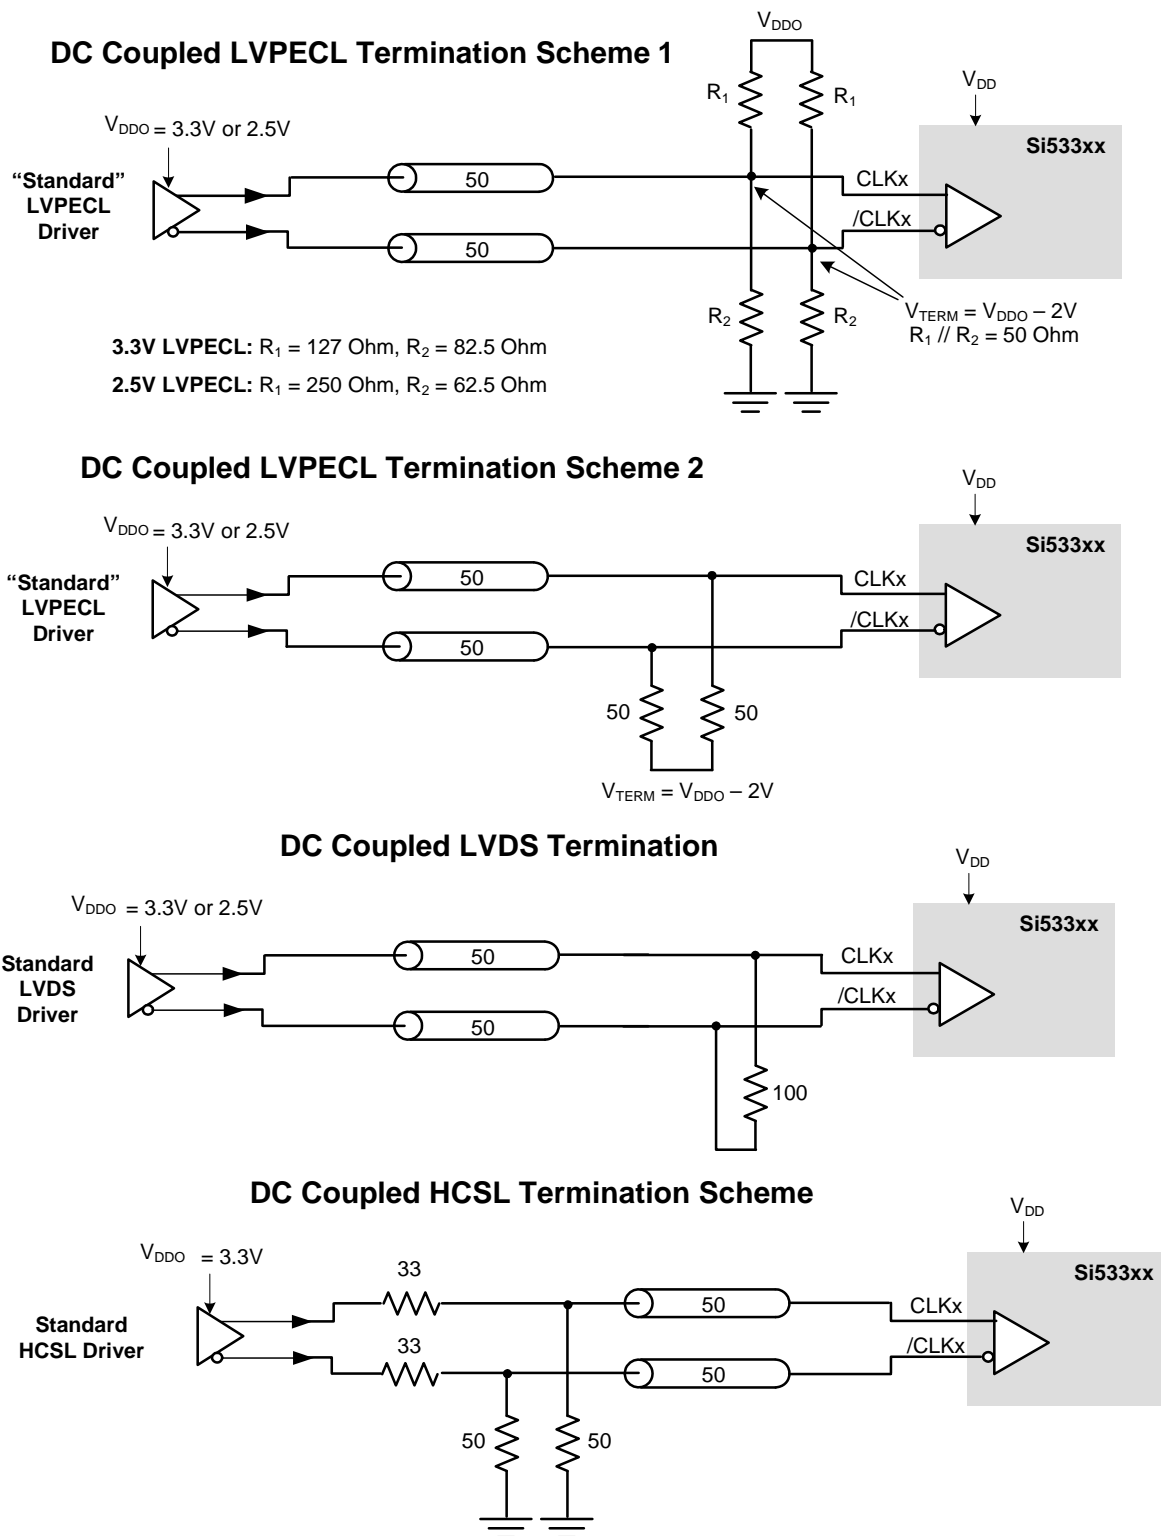 DC Coupled LVPECL Termination Scheme 1
VDDO
R1
R1
VDD
VDDO = 3.3V or 2.5V
Si533xx
“Standard”
LVPECL
Driver
50
CLKx
50
/CLKx
R2
R2
VTERM = VDDO – 2V
R1 // R2 = 50 Ohm
3.3V LVPECL: R1 = 127 Ohm, R2 = 82.5 Ohm
2.5V LVPECL: R1 = 250 Ohm, R2 = 62.5 Ohm
DC Coupled LVPECL Termination Scheme 2
VDD
VDDO = 3.3V or 2.5V
Si533xx
“Standard”
LVPECL
Driver
50
CLKx
50
/CLKx
50
50
VTERM = VDDO – 2V
DC Coupled LVDS Termination
VDD
VDDO = 3.3V or 2.5V
Si533xx
Standard
LVDS
Driver
50
CLKx
50
/CLKx
100
DC Coupled HCSL Termination Scheme
VDD
VDDO = 3.3V
Si533xx
33
Standard
HCSL Driver
50
CLKx
33
50
/CLKx
50
50